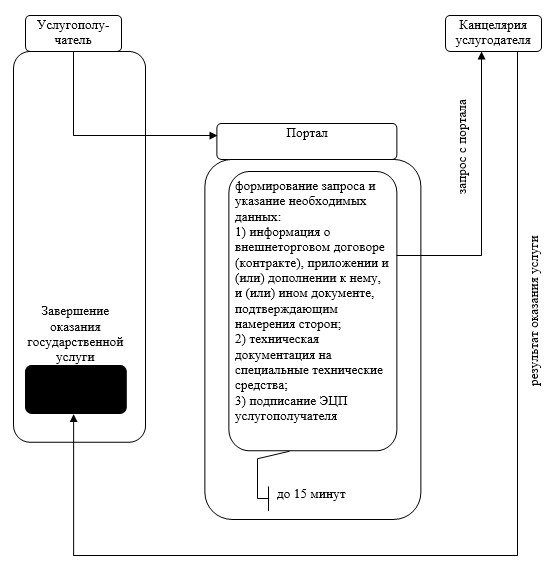 Услугополу-
чатель
Канцелярия
услугодателя
Портал
запрос с портала
формирование запроса и
указание необходимых
данных:
1) информация о
внешнеторговом договоре
(контракте), приложении и
(или) дополнении к нему,
и (или) ином документе,
подтверждающим
намерения сторон;
2) техническая
документация на
специальные технические
средства;
3) подписание ЭЦП
услугополучателя
результат оказания услуги
Завершение
оказания
государственной
услуги
до 15 минут